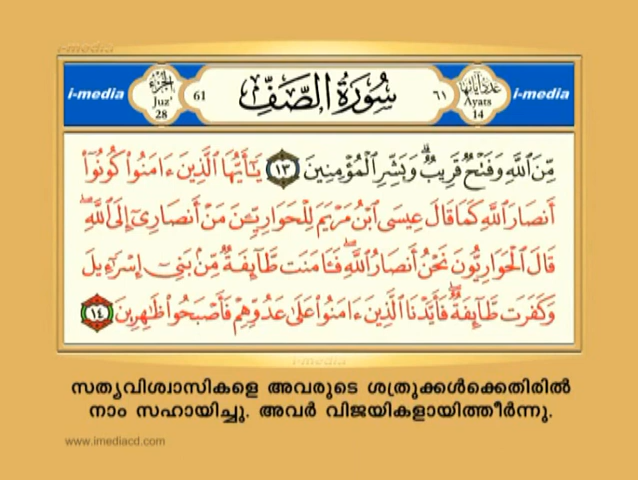 i-media
i-media
الجزء
Juz'
28
61
سُورَةُ الصَّفِّ
٦١
عدد آياتها
Ayats
14
i-media
مِّنَ ٱللَّهِ وَفَتْحٌ قَرِيبٌ ۗ وَبَشِّرِ ٱلْمُؤْمِنِينَ ١٣ يَٰٓأَيُّهَا ٱلَّذِينَ ءَامَنُوا۟ كُونُوٓا۟
أَنصَارَ ٱللَّهِ كَمَا قَالَ عِيسَى ٱبْنُ مَرْيَمَ لِلْحَوَارِيِّۦنَ مَنْ أَنصَارِىٓ إِلَى ٱللَّهِ ۖ
قَالَ ٱلْحَوَارِيُّونَ نَحْنُ أَنصَارُ ٱللَّهِ ۖ فَـَٔامَنَت طَّآئِفَةٌ مِّنۢ بَنِىٓ إِسْرَٰٓءِيلَ
وَكَفَرَت طَّآئِفَةٌ ۖ فَأَيَّدْنَا ٱلَّذِينَ ءَامَنُوا۟ عَلَىٰ عَدُوِّهِمْ فَأَصْبَحُوا۟ ظَٰهِرِينَ ١٤
i-media
സത്യവിശ്വാസികളെ അവരുടെ ശത്രുക്കൾക്കെതിരിൽ
നാം സഹായിച്ചു. അവർ വിജയികളായിത്തീർന്നു.
www.imediacd.com